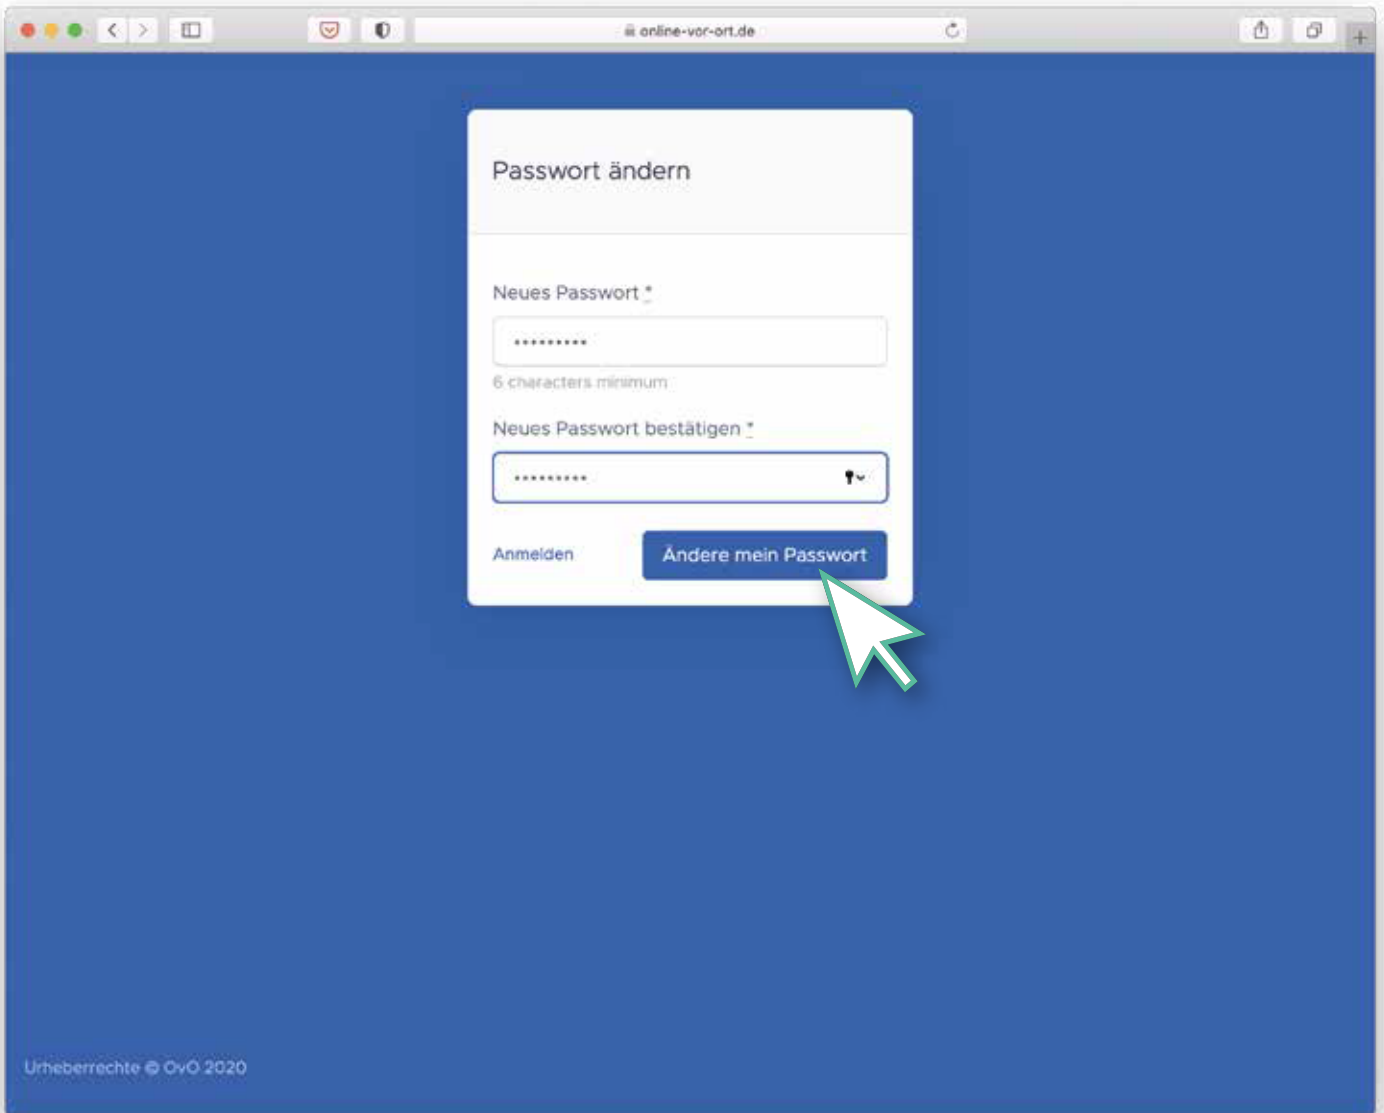 online-vor-ort.de
Passwort ändern
Neues Passwort *
•••••••••
6 characters minimum
Neues Passwort bestätigen *
•••••••••
Anmelden
Ändere mein Passwort
Urheberrechte © OvO 2020